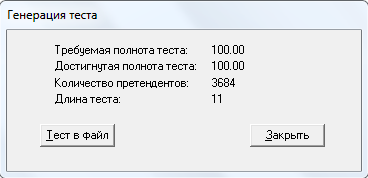 Генерация теста
Требуемая полнота теста: 100.00
Достигнутая полнота теста: 100.00
Количество претендентов: 3684
Длина теста: 11
Тест в файл Закрыть